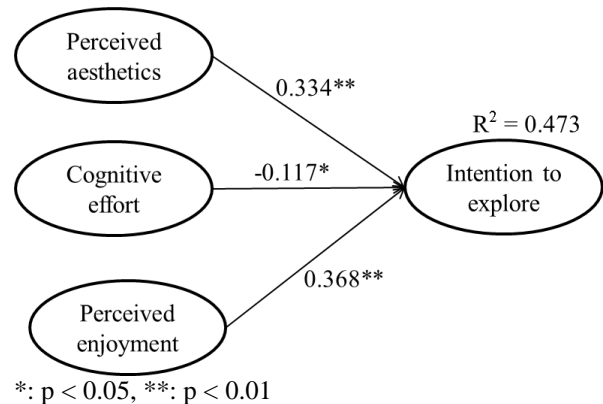 Perceived
aesthetics
0.334**
R² = 0.473
Cognitive
effort
-0.117*
Intention to
explore
0.368**
Perceived
enjoyment
*: p < 0.05, **: p < 0.01